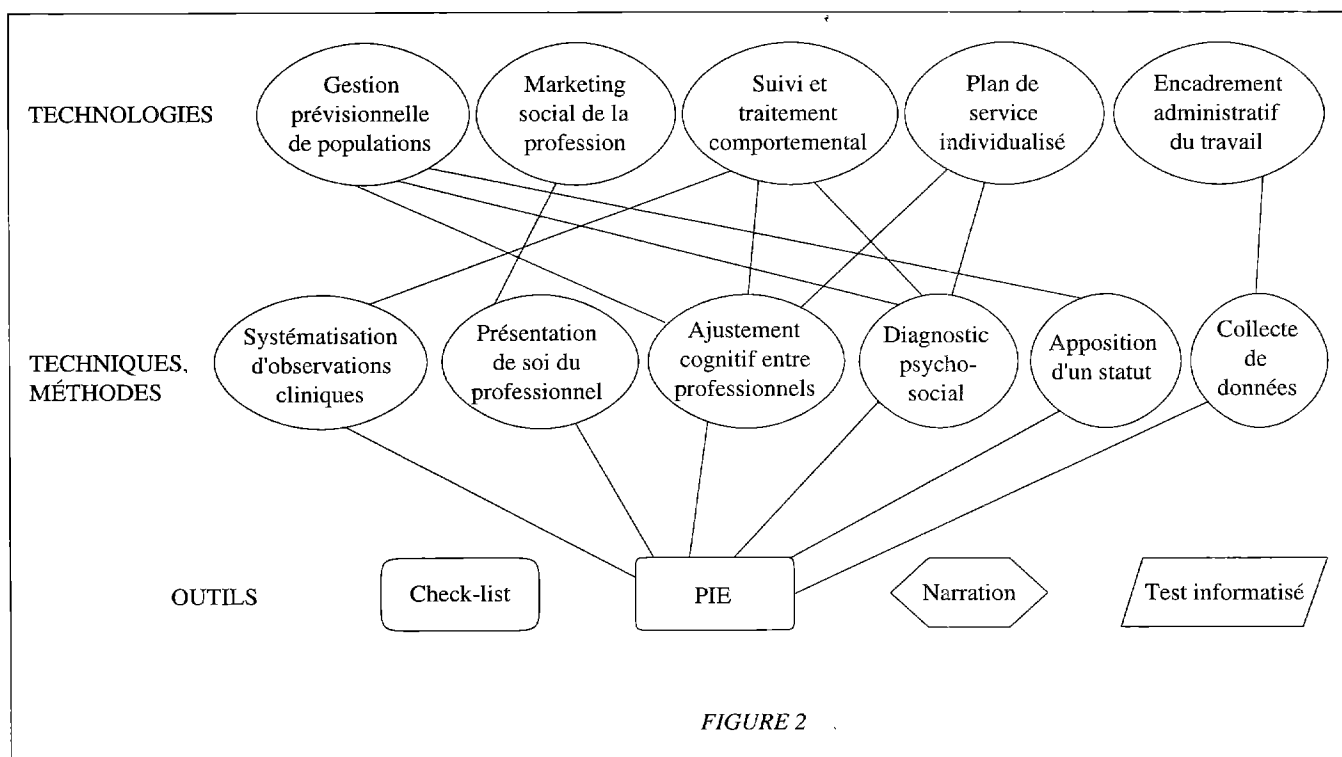 TECHNOLOGIES
Gestion
prévisionnelle
de populations
Marketing
social de la
profession
Suivi et
traitement
comportemental
Plan de
service
individualisé
Encadrement
administratif
du travail
TECHNIQUES,
MÉTHODES
Systématisation
d'observations
cliniques
Présentation
de soi du
professionnel
Ajustement
cognitif entre
professionnels
Diagnostic
psycho-
social
Apposition
d'un statut
Collecte
de
données
OUTILS
Check-list
PIE
Narration
Test informatisé
FIGURE 2